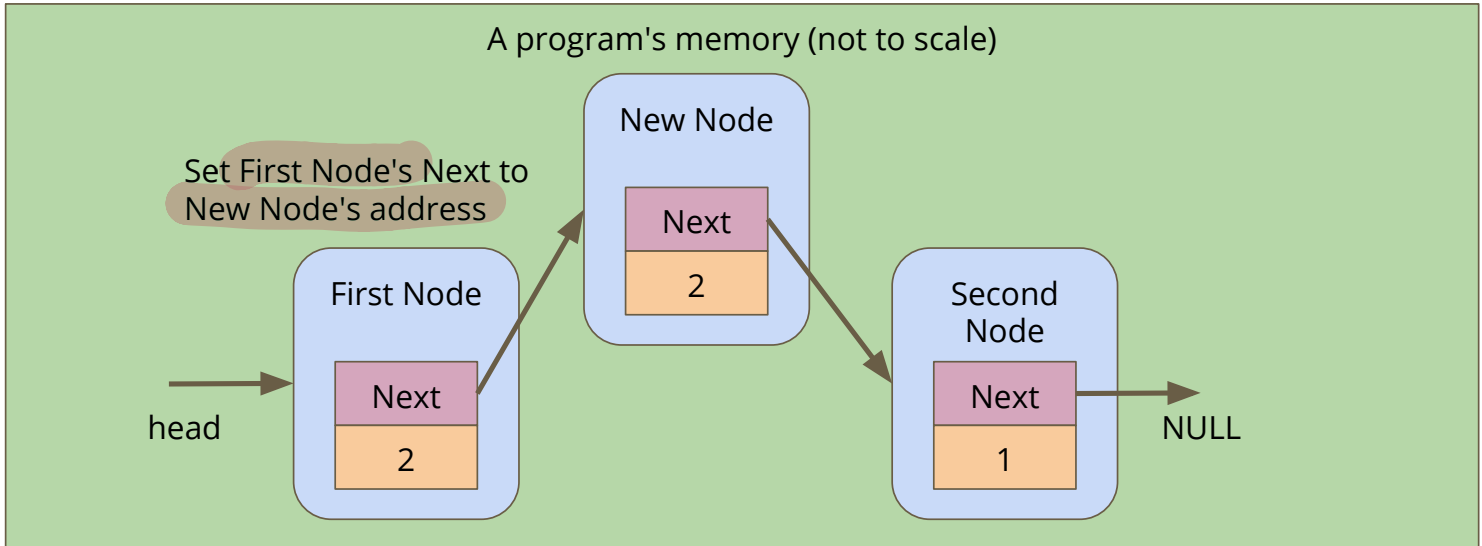 A program's memory (not to scale)
New Node
Next
2
Set First Node's Next to
New Node's address
First Node
Next
2
head
Second
Node
Next
1
NULL